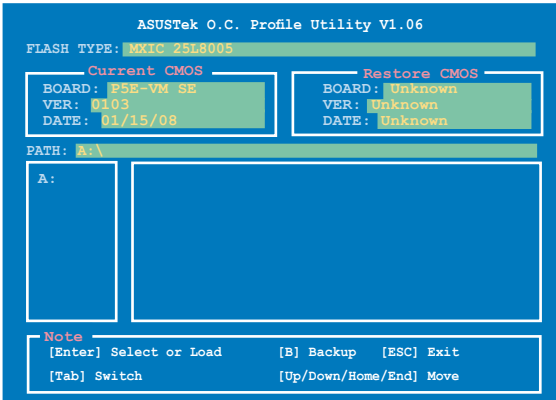 ASUSTek O.C. Profile Utility V1.06
FLASH TYPE: MXIC 25L8005
Current CMOS
BOARD: P5E-VM SE
VER: 0103
DATE: 01/15/08
Restore CMOS
BOARD: Unknown
VER: Unknown
DATE: Unknown
PATH: A:\
A:
Note
[Enter] Select or Load [B] Backup [ESC] Exit
[Tab] Switch [Up/Down/Home/End] Move